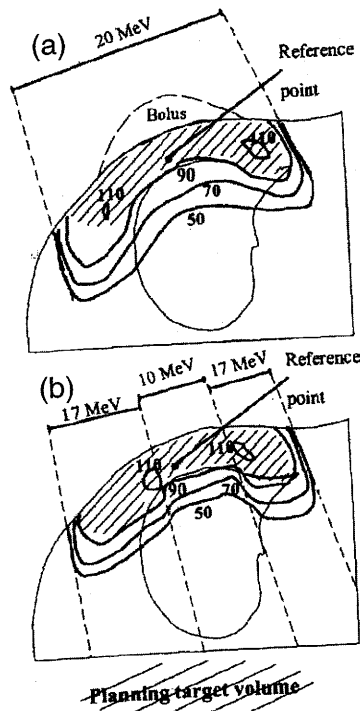 (a)
20 MeV
Reference
point
Bolus
110
90
110
70
50
(b)
17 MeV
10 MeV
17 MeV
Reference
point
110
110
90
70
50
Planning target volume